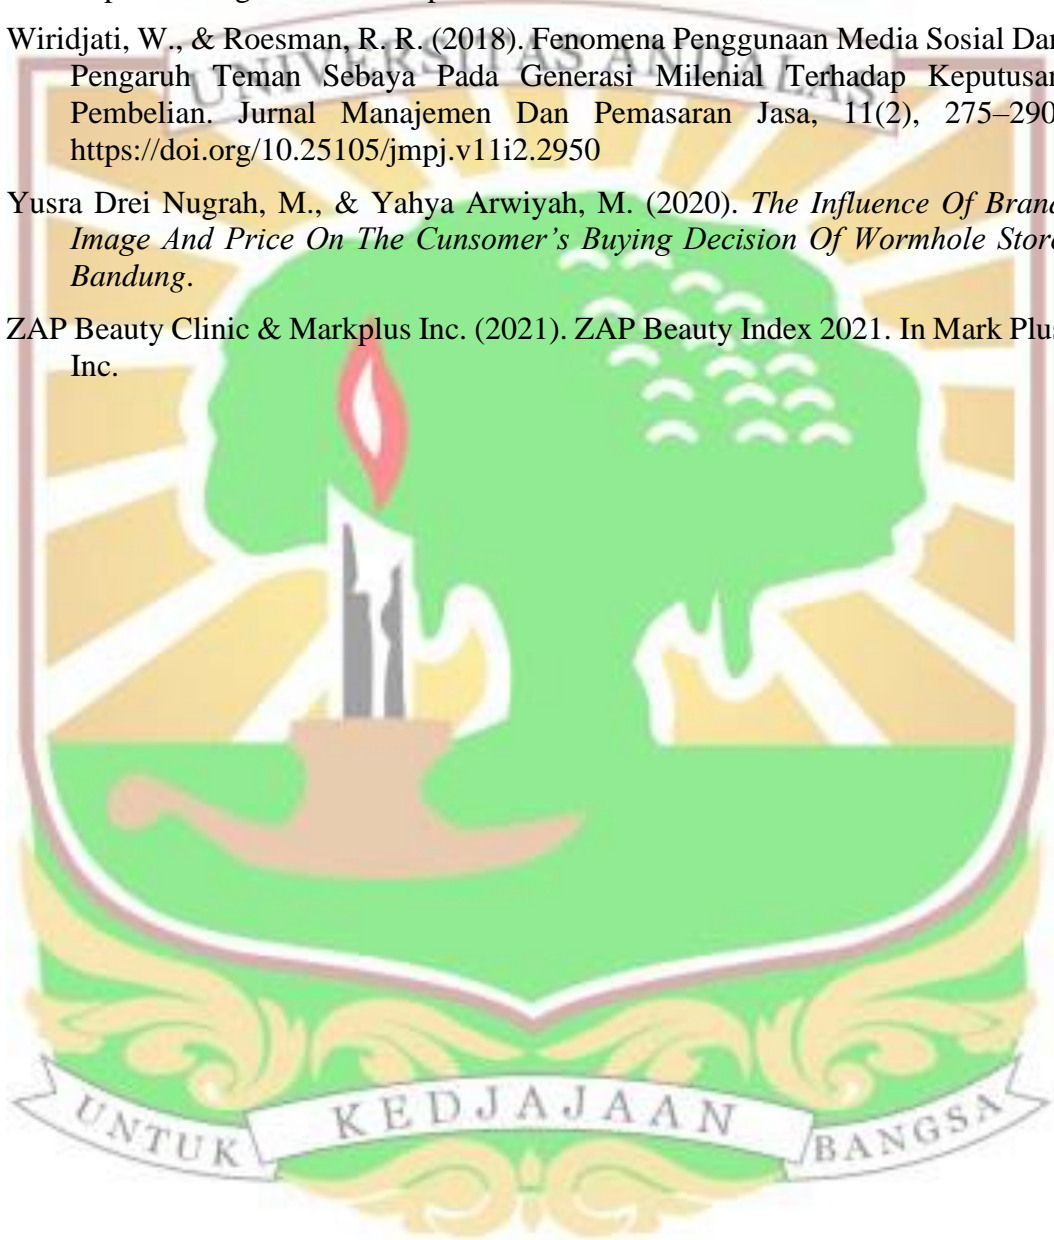 Wiridjati, W., & Roesman, R. R. (2018). Fenomena Penggunaan Media Sosial Dan
Pengaruh Teman Sebaya Pada Generasi Milenial Terhadap Keputusan
Pembelian. Jurnal Manajemen Dan Pemasaran Jasa, 11(2), 275–290.
https://doi.org/10.25105/jmpj.v11i2.2950
Yusra Drei Nugrah, M., & Yahya Arwiyah, M. (2020). The Influence Of Brand
Image And Price On The Cunsomer’s Buying Decision Of Wormhole Store
Bandung.
ZAP Beauty Clinic & Markplus Inc. (2021). ZAP Beauty Index 2021. In Mark Plus
Inc.
UNIVERSITAS ANDALAS
UNTUK KEDJAJAAN BANGSA